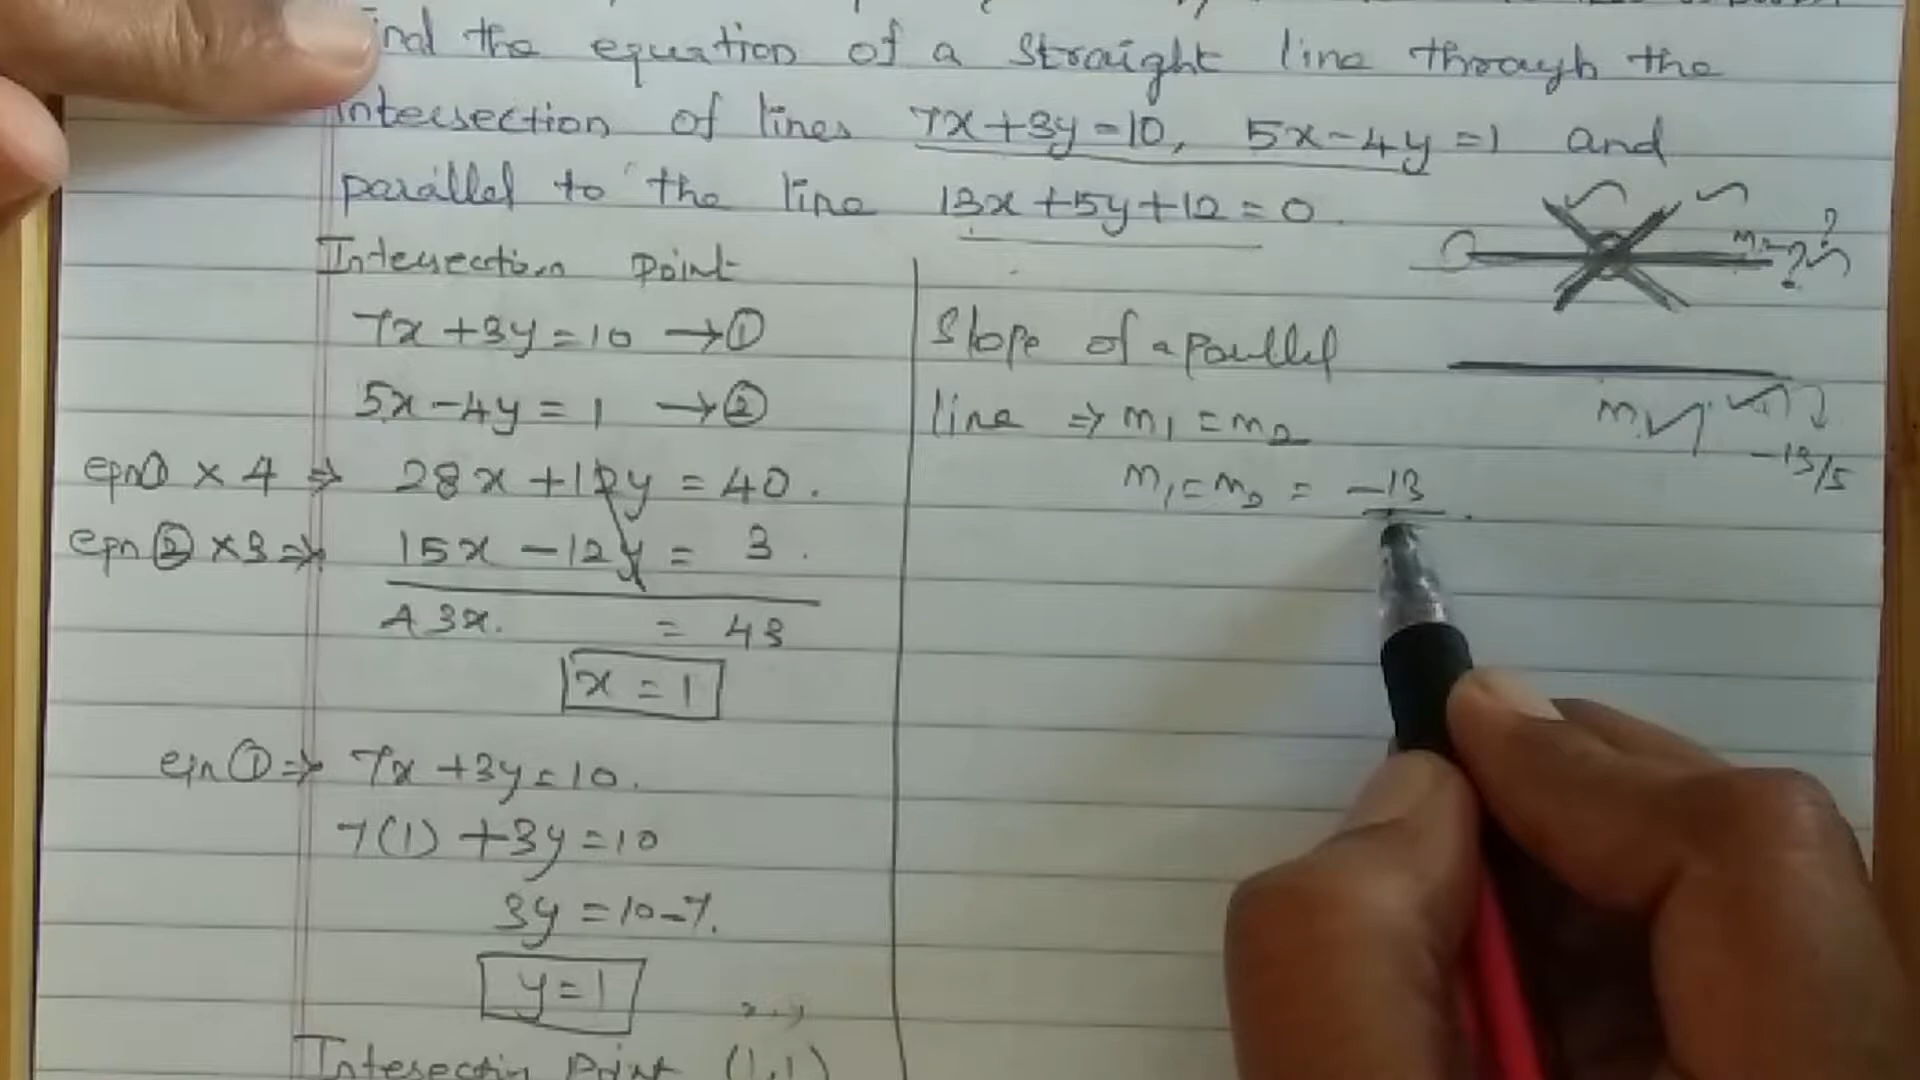 ind the equation of a straight line through the
intersection of lines 7x+3y=10, 5x-4y=1 and
parallel to the line 13x+5y+12=0.
Intersection point
7x+3y=10 →①
5x-4y=1 →②
eqn① × 4 ⇒ 28x+12y=40.
eqn② ×3 ⇒ 15x-12y=3.
43x. = 43
x=1
eqn①⇒ 7x+3y=10.
7(1)+3y=10
3y=10-7.
y=1
Intersection Point (1,1)
Slope of a parallel
line ⇒ m1=m2
m1=m2 = -13
m=?
?
m1
-13/5